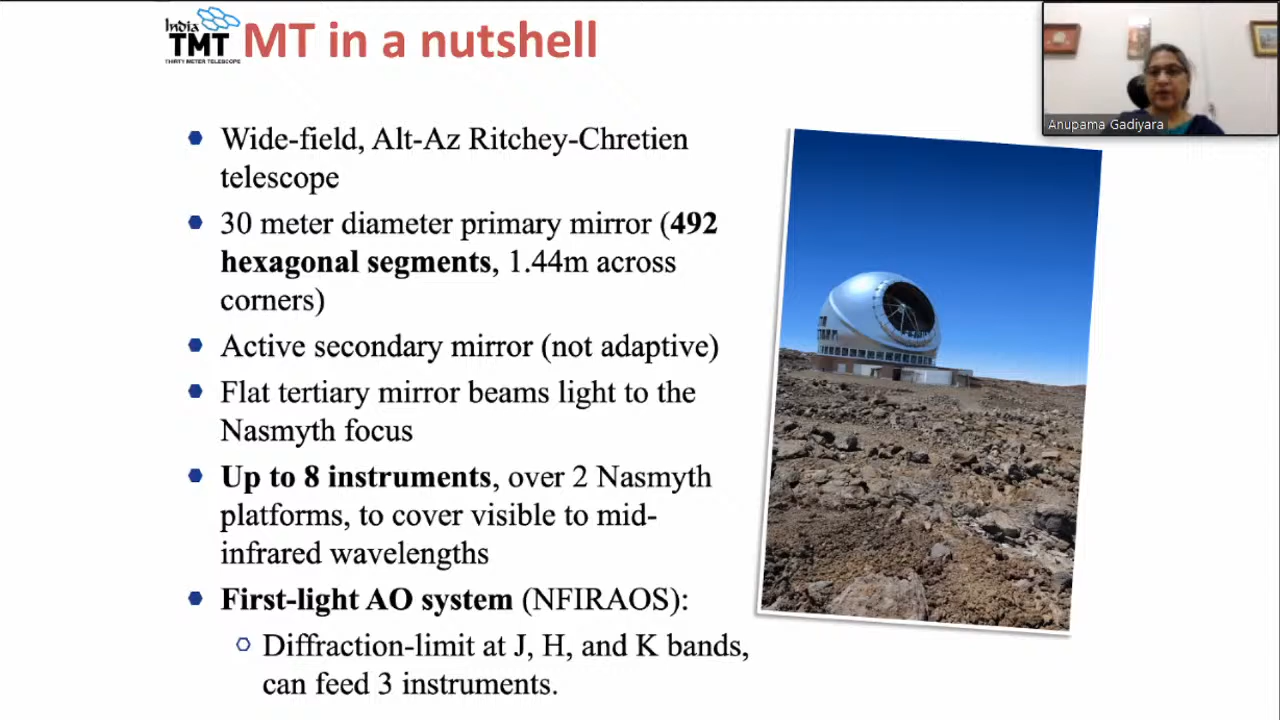 India
TMT
THIRTY METER TELESCOPE
MT in a nutshell
Anupama Gadiyara
Wide-field, Alt-Az Ritchey-Chretien
telescope
30 meter diameter primary mirror (492
hexagonal segments, 1.44m across
corners)
Active secondary mirror (not adaptive)
Flat tertiary mirror beams light to the
Nasmyth focus
Up to 8 instruments, over 2 Nasmyth
platforms, to cover visible to mid-
infrared wavelengths
First-light AO system (NFIRAOS):
Diffraction-limit at J, H, and K bands,
can feed 3 instruments.